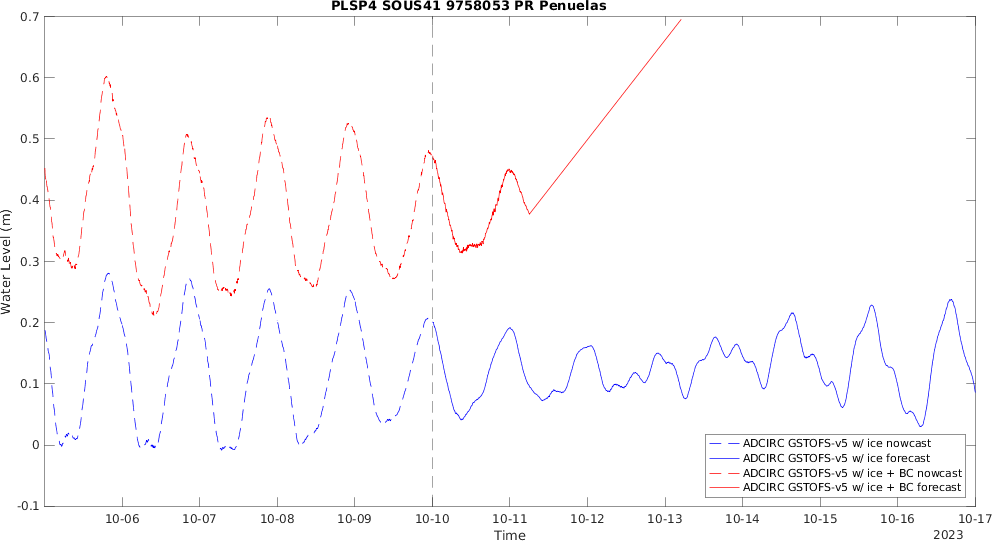 PLSP4 SOUS41 9758053 PR Penuelas
Water Level (m)
0.7
0.6
0.5
0.4
0.3
0.2
0.1
0
-0.1
ADCIRC GSTOFS-v5 w/ ice nowcast
ADCIRC GSTOFS-v5 w/ ice forecast
ADCIRC GSTOFS-v5 w/ ice + BC nowcast
ADCIRC GSTOFS-v5 w/ ice + BC forecast
10-06 10-07 10-08 10-09 10-10 10-11 10-12 10-13 10-14 10-15 10-16 10-17
Time
2023